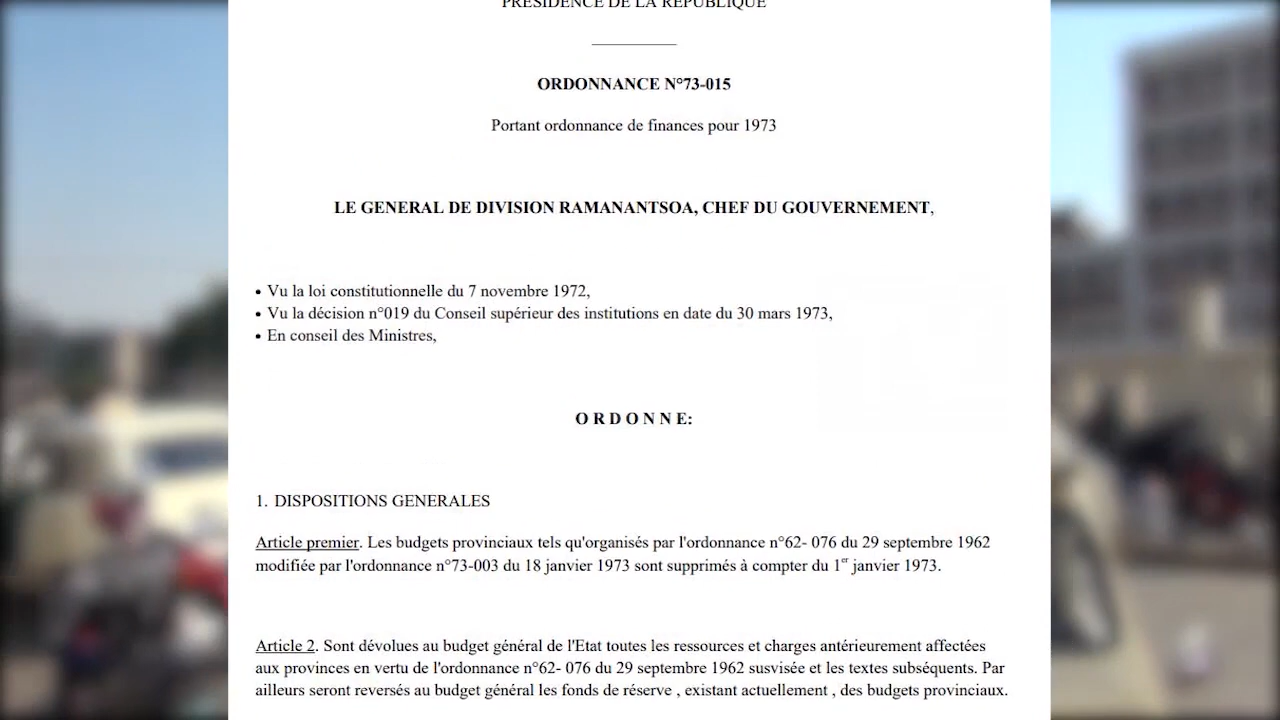 PRESIDENCE DE LA REPUBLIQUE
ORDONNANCE N°73-015
Portant ordonnance de finances pour 1973
LE GENERAL DE DIVISION RAMANANTSOA, CHEF DU GOUVERNEMENT,
• Vu la loi constitutionnelle du 7 novembre 1972,
• Vu la décision n°019 du Conseil supérieur des institutions en date du 30 mars 1973,
• En conseil des Ministres,
O R D O N N E:
1. DISPOSITIONS GENERALES
Article premier. Les budgets provinciaux tels qu'organisés par l'ordonnance n°62- 076 du 29 septembre 1962
modifiée par l'ordonnance n°73-003 du 18 janvier 1973 sont supprimés à compter du 1er janvier 1973.
Article 2. Sont dévolues au budget général de l'Etat toutes les ressources et charges antérieurement affectées
aux provinces en vertu de l'ordonnance n°62- 076 du 29 septembre 1962 susvisée et les textes subséquents. Par
ailleurs seront reversés au budget général les fonds de réserve , existant actuellement , des budgets provinciaux.